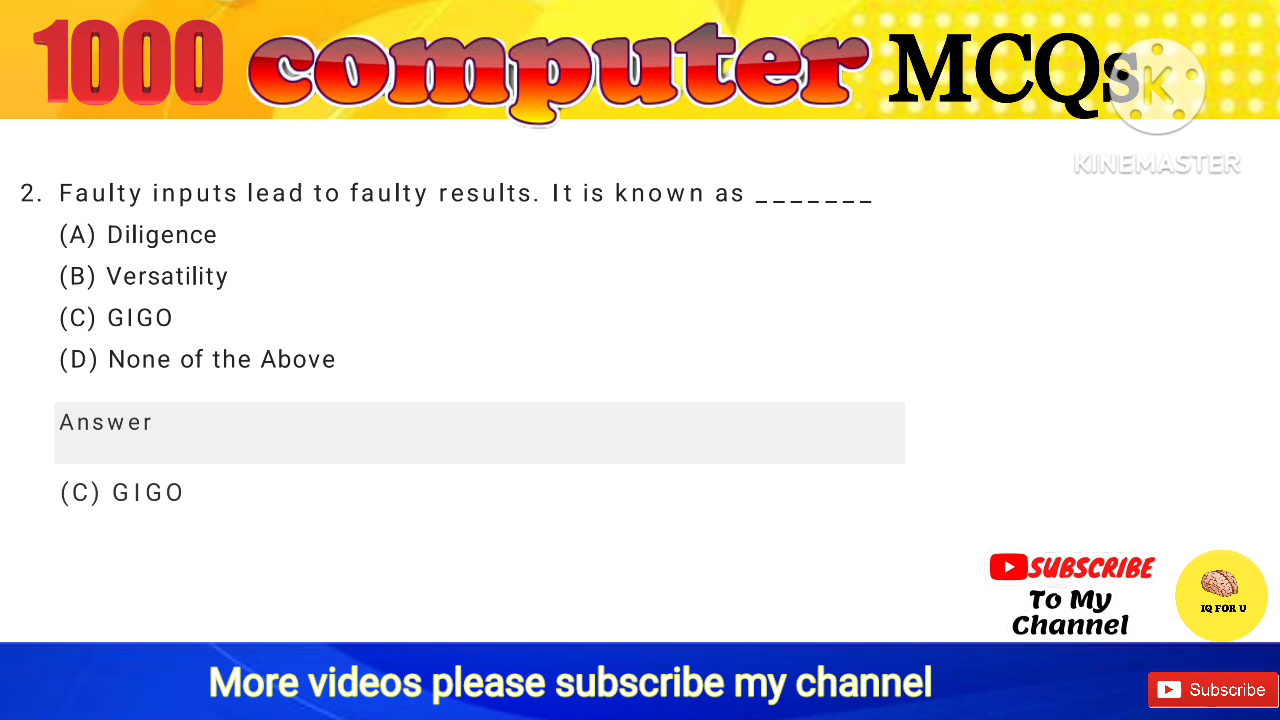 1000 computer MCQs
KINEMASTER
2. Faulty inputs lead to faulty results. It is known as _______
(A) Diligence
(B) Versatility
(C) GIGO
(D) None of the Above
Answer
(C) GIGO
SUBSCRIBE
To My
Channel
IQ FOR U
More videos please subscribe my channel
Subscribe